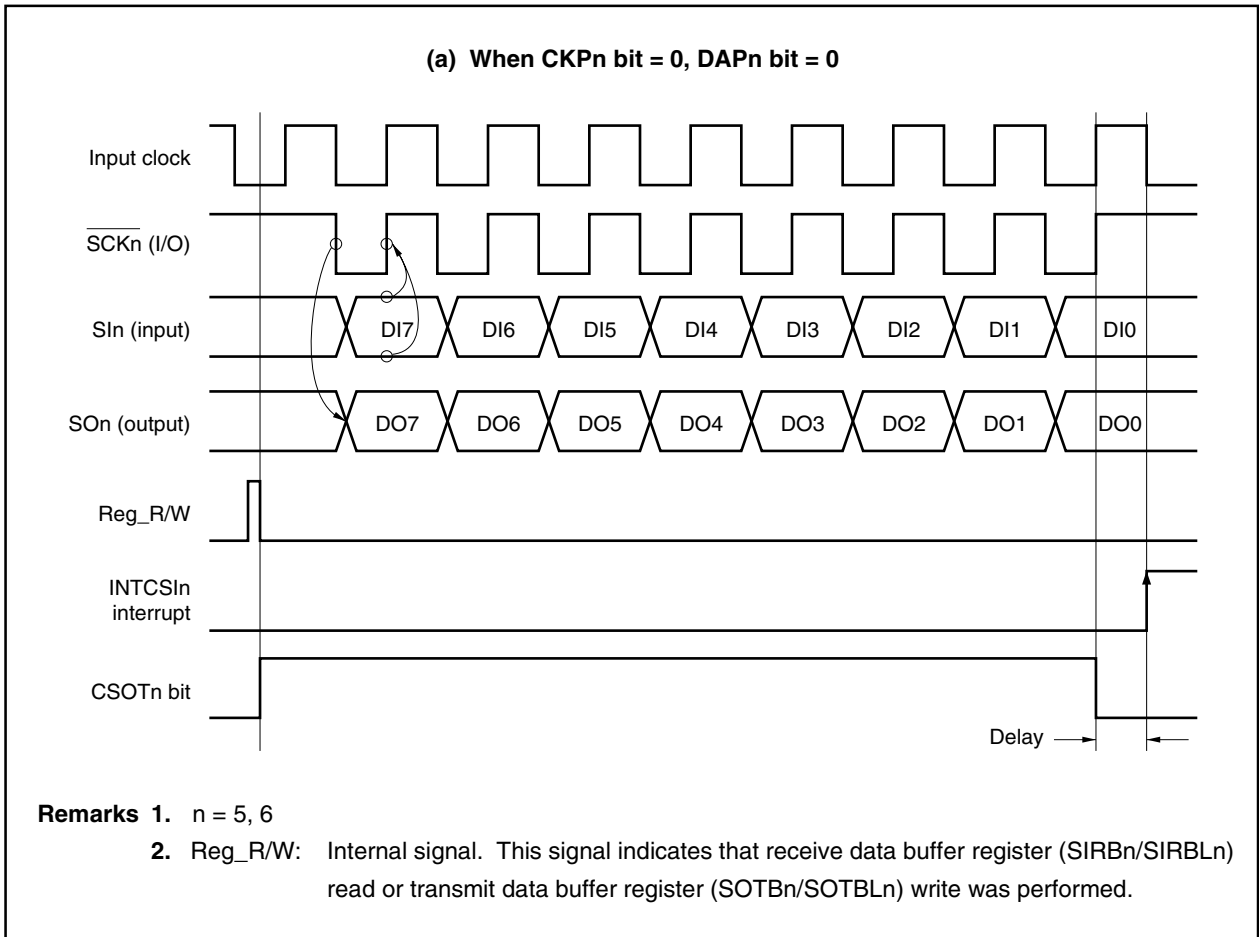 (a) When CKPn bit = 0, DAPn bit = 0
Input clock
SCKn (I/O)
SIn (input)
DI7 DI6 DI5 DI4 DI3 DI2 DI1 DI0
SOn (output)
DO7 DO6 DO5 DO4 DO3 DO2 DO1 DO0
Reg_R/W
INTCSIn
interrupt
CSOTn bit
Delay
Remarks 1. n = 5, 6
2. Reg_R/W: Internal signal. This signal indicates that receive data buffer register (SIRBn/SIRBLn)
read or transmit data buffer register (SOTBn/SOTBLn) write was performed.